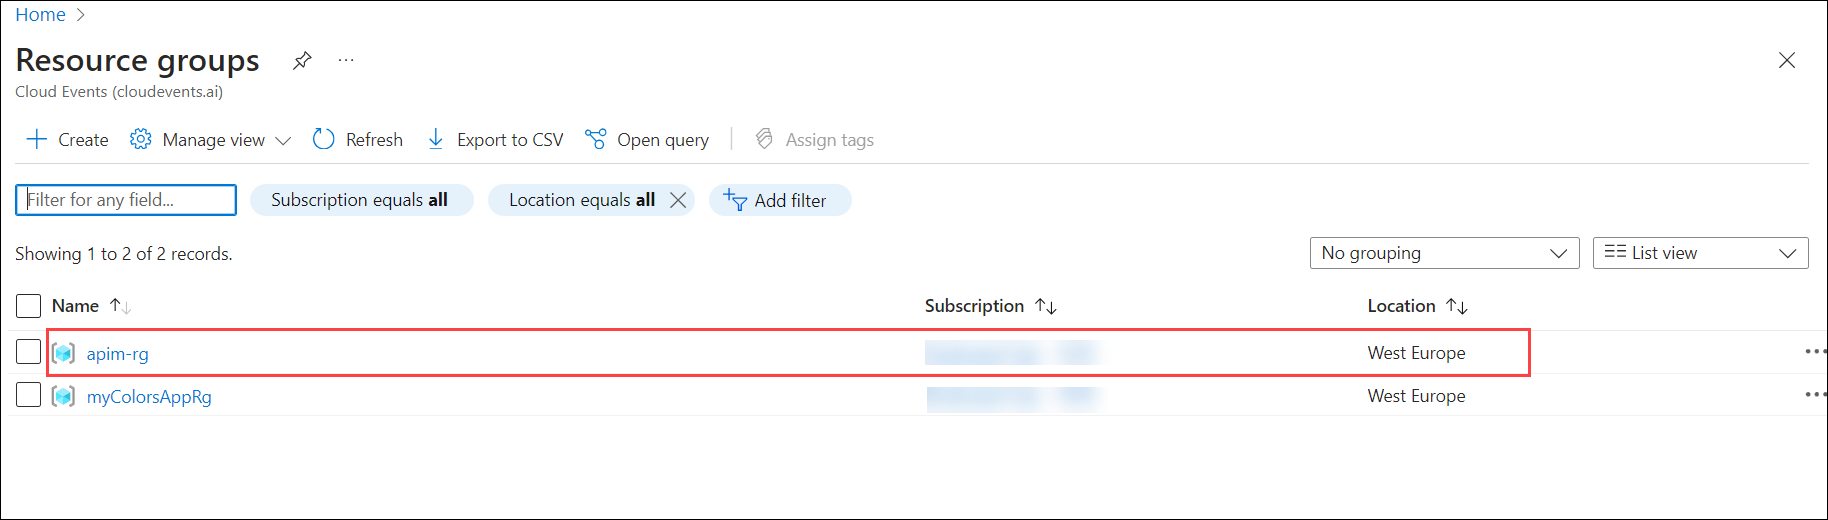 Home
Resource groups
Cloud Events (cloudevents.ai)
Create Manage view Refresh Export to CSV Open query Assign tags
Filter for any field... Subscription equals all Location equals all Add filter
Showing 1 to 2 of 2 records. No grouping List view
Name Subscription Location
apim-rg West Europe
myColorsAppRg West Europe